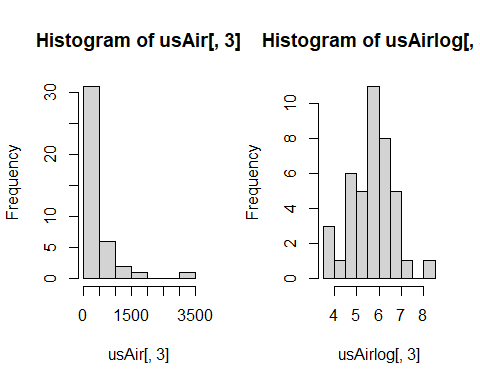 Histogram of usAir[, 3]
Frequency
0 5 10 20 30
0 1500 3500
usAir[, 3]
Histogram of usAirlog[,
Frequency
0 2 4 6 8 10
4 5 6 7 8
usAirlog[, 3]